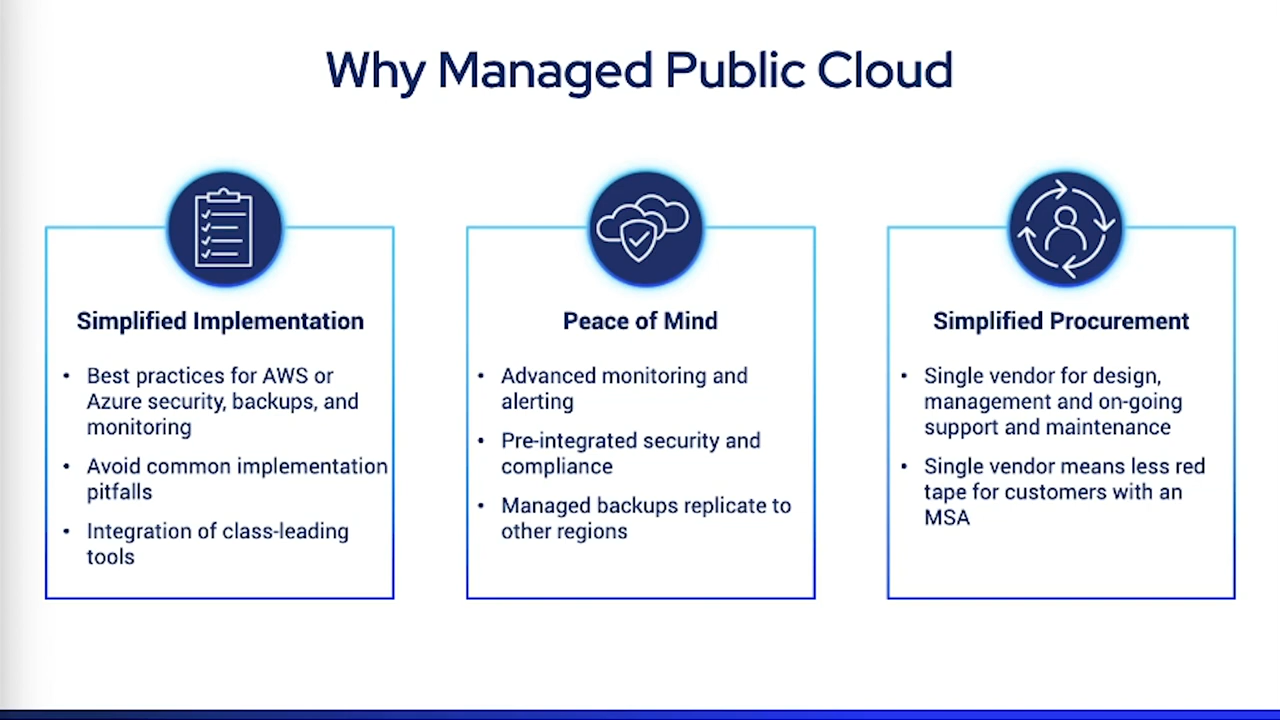 Why Managed Public Cloud
Simplified Implementation
• Best practices for AWS or
Azure security, backups, and
monitoring
• Avoid common implementation
pitfalls
• Integration of class-leading
tools
Peace of Mind
• Advanced monitoring and
alerting
• Pre-integrated security and
compliance
• Managed backups replicate to
other regions
Simplified Procurement
• Single vendor for design,
management and on-going
support and maintenance
• Single vendor means less red
tape for customers with an
MSA